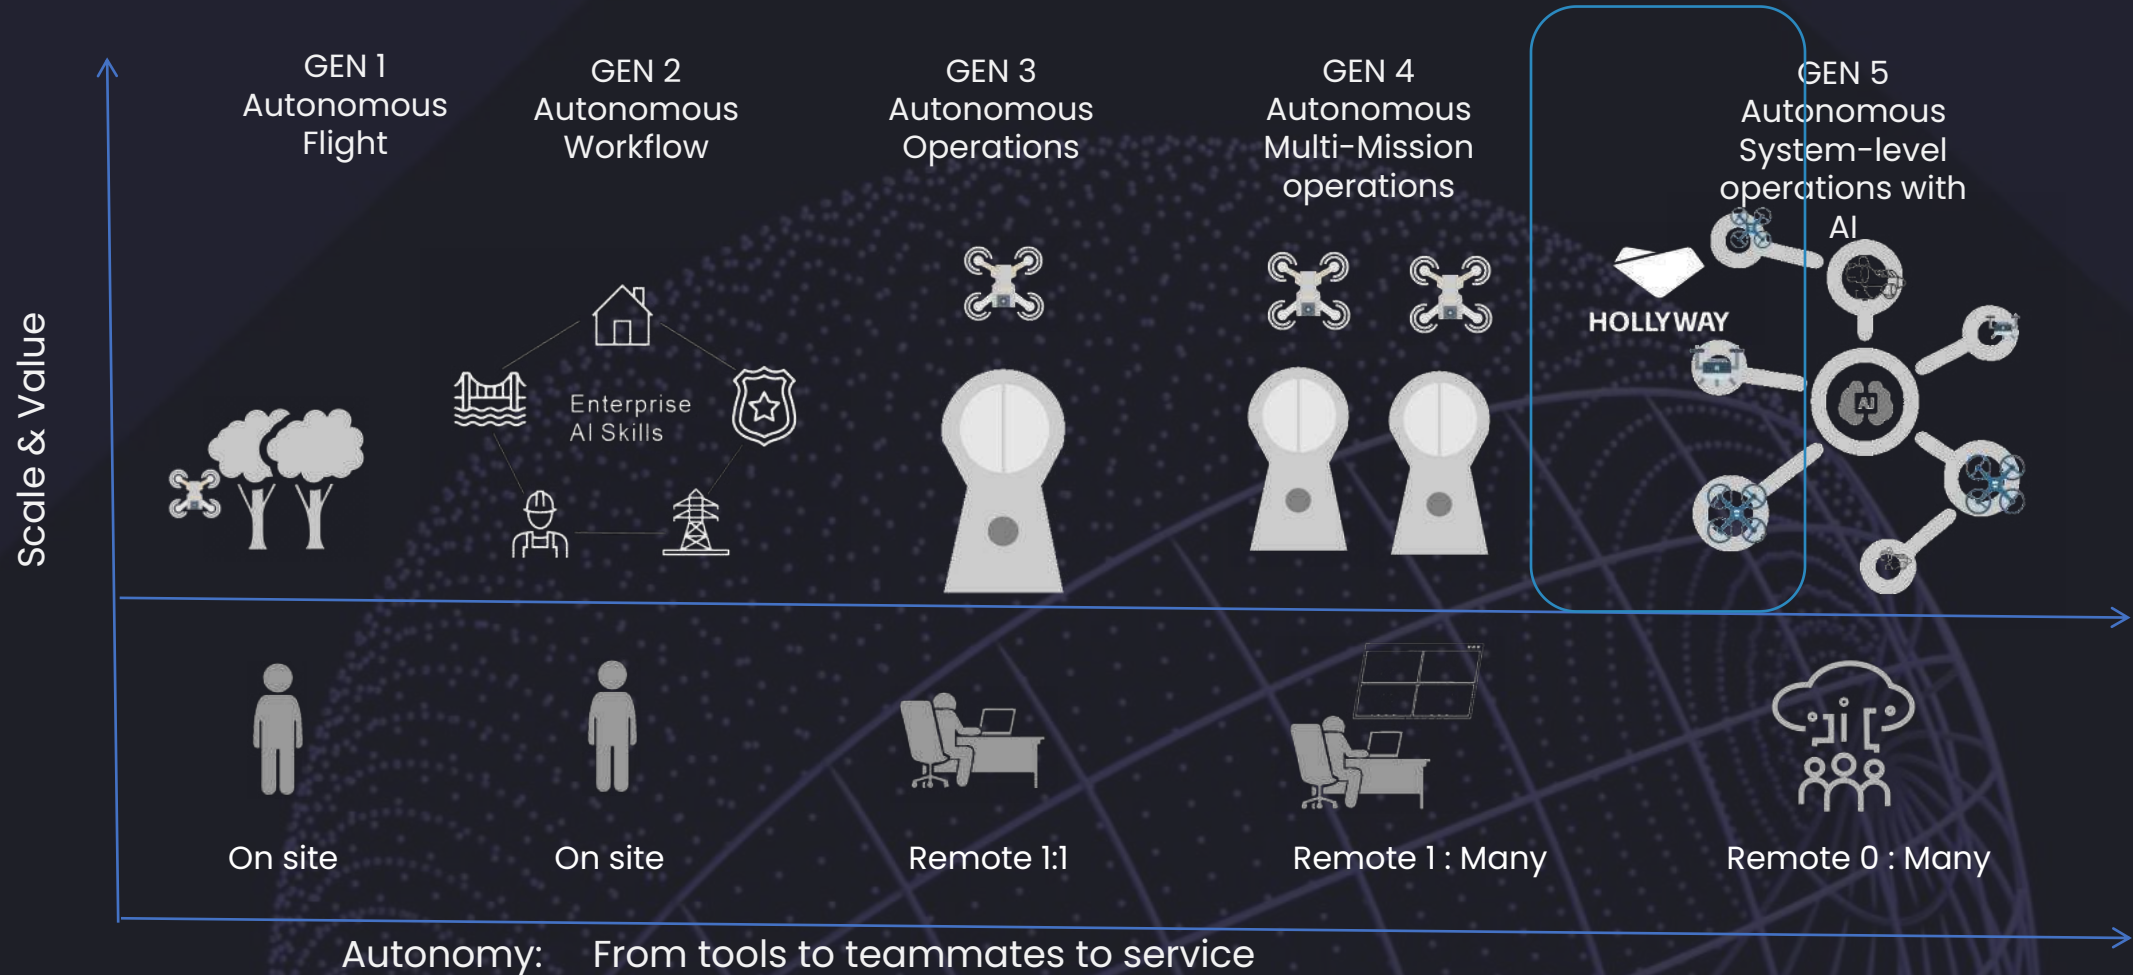 GEN 1
Autonomous
Flight
GEN 2
Autonomous
Workflow
GEN 3
Autonomous
Operations
GEN 4
Autonomous
Multi-Mission
operations
GEN 5
Autonomous
System-level
operations with
AI
Scale & Value
Enterprise
AI Skills
HOLLYWAY
AI
On site
On site
Remote 1:1
Remote 1 : Many
Remote 0 : Many
Autonomy: From tools to teammates to service